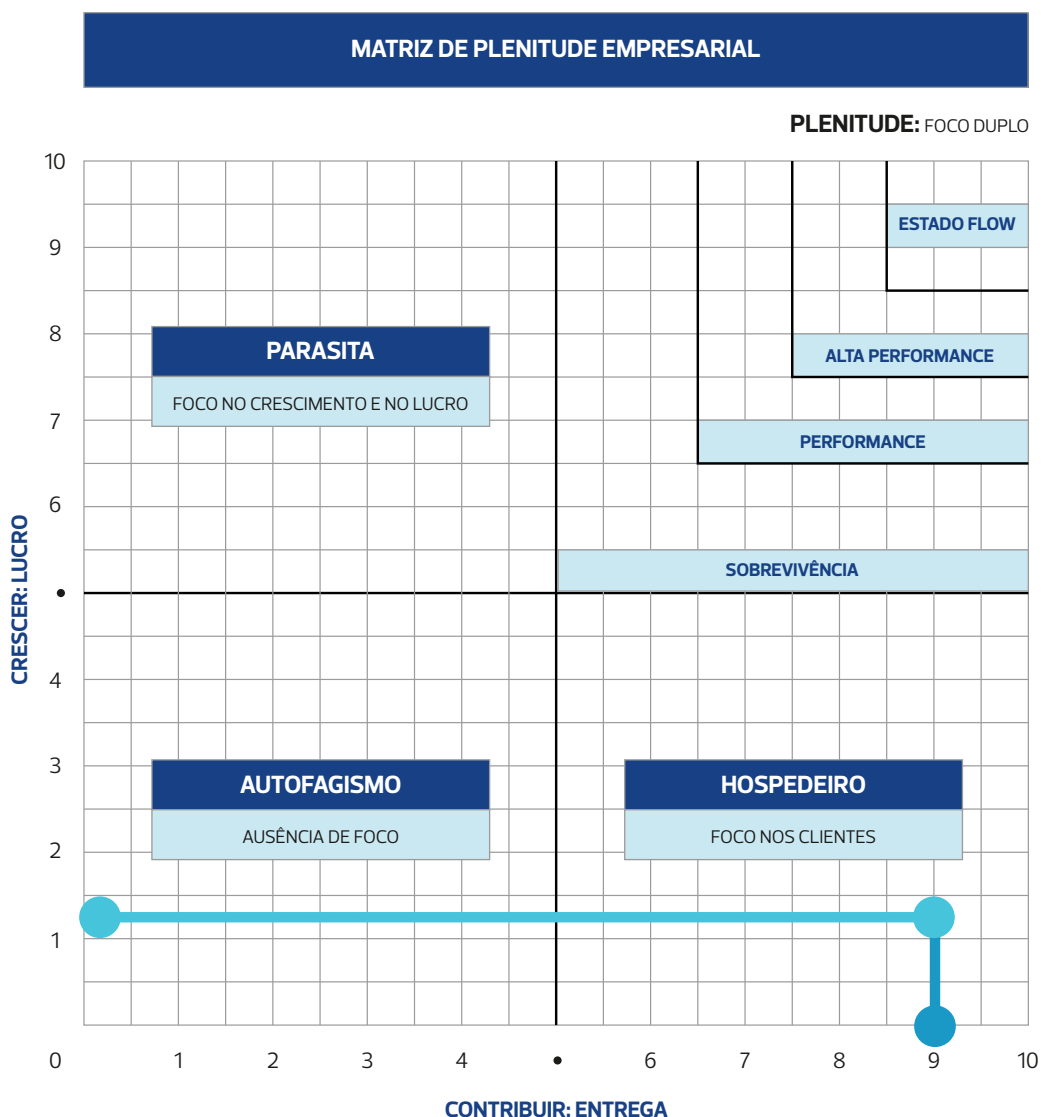 MATRIZ DE PLENITUDE EMPRESARIAL
PLENITUDE: FOCO DUPLO
10
9
ESTADO FLOW
8
PARASITA
ALTA PERFORMANCE
FOCO NO CRESCIMENTO E NO LUCRO
7
PERFORMANCE
6
SOBREVIVÊNCIA
•
CRESCER: LUCRO
4
3
AUTOFAGISMO
HOSPEDEIRO
AUSÊNCIA DE FOCO
FOCO NOS CLIENTES
2
1
0 1 2 3 4 • 6 7 8 9 10
CONTRIBUIR: ENTREGA